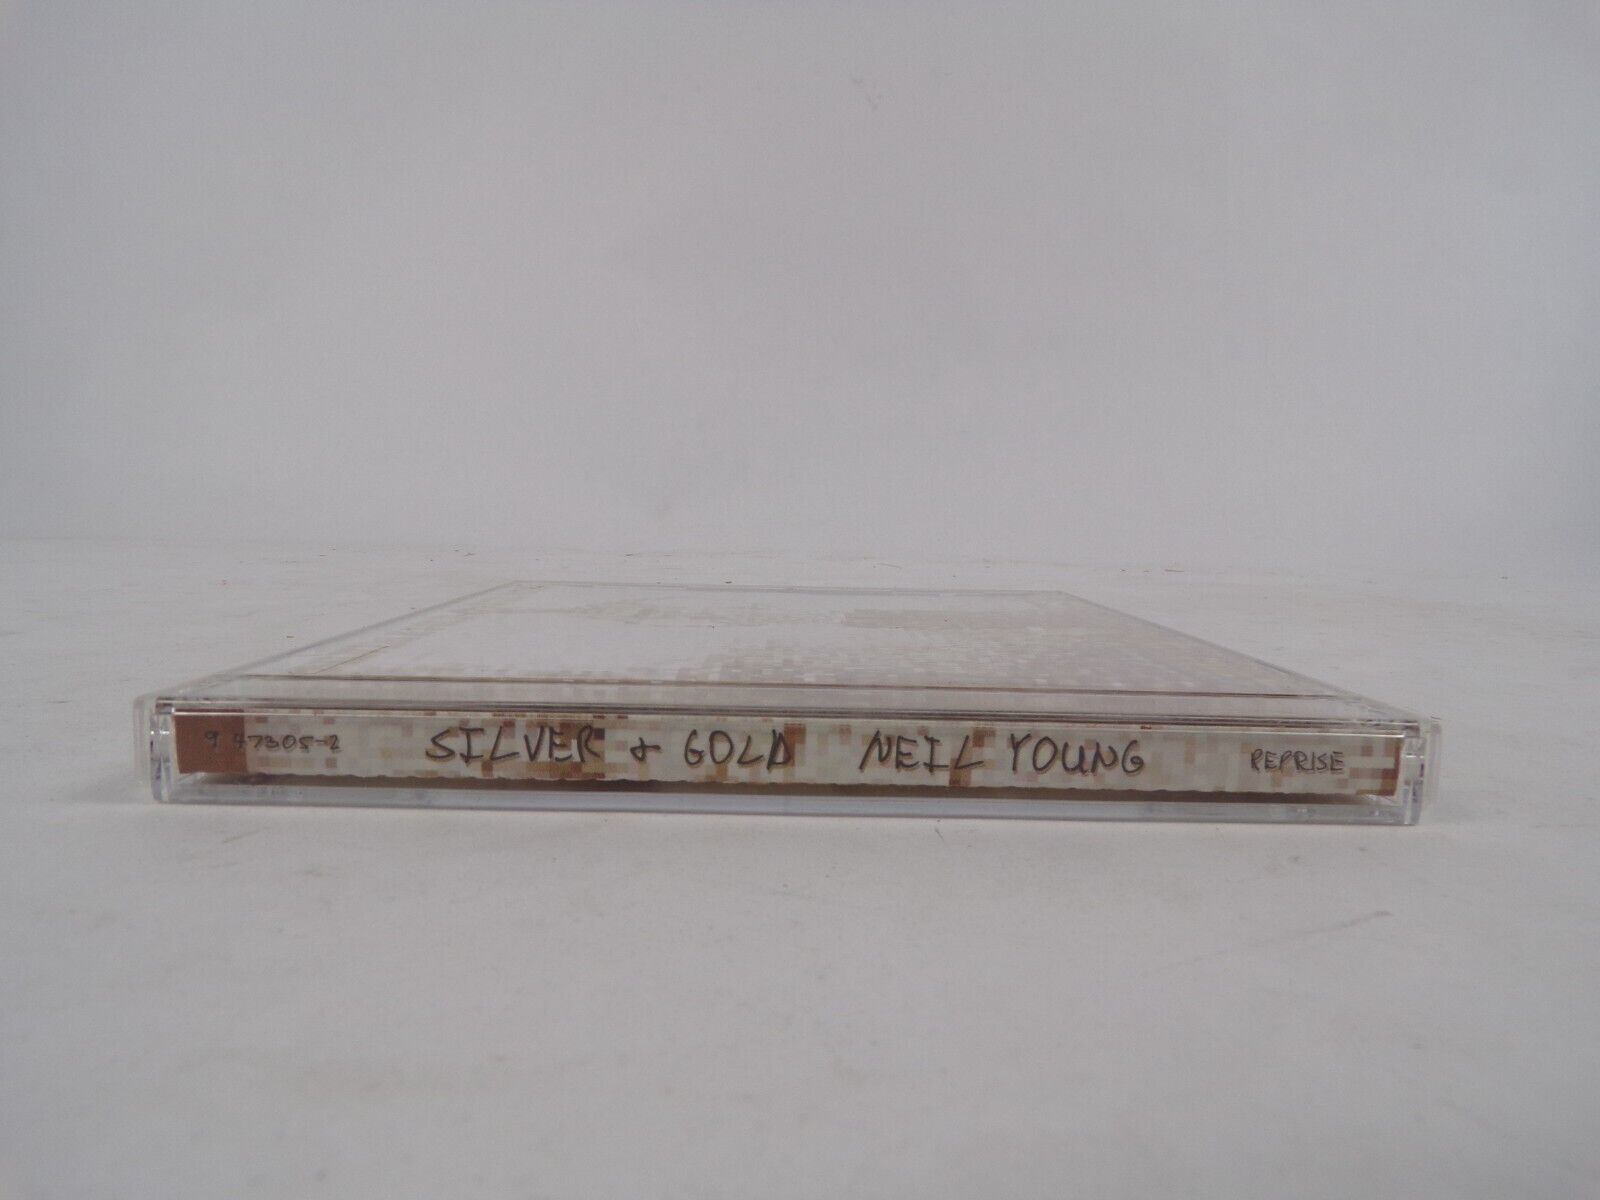 9 47305-2 SILVER & GOLD NEIL YOUNG REPRISE